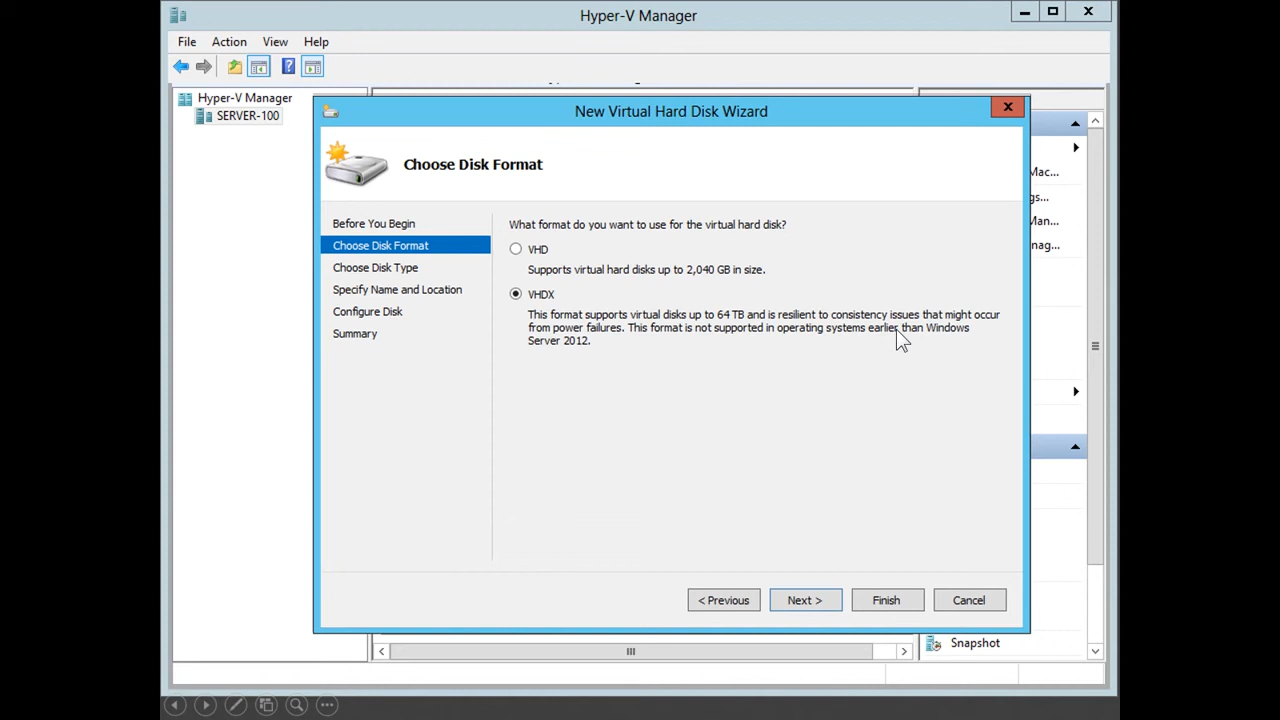 Hyper-V Manager
File Action View Help
Hyper-V Manager
SERVER-100
New Virtual Hard Disk Wizard
Choose Disk Format
Before You Begin
Choose Disk Format
Choose Disk Type
Specify Name and Location
Configure Disk
Summary
What format do you want to use for the virtual hard disk?
VHD
Supports virtual hard disks up to 2,040 GB in size.
VHDX
This format supports virtual disks up to 64 TB and is resilient to consistency issues that might occur
from power failures. This format is not supported in operating systems earlier than Windows
Server 2012.
< Previous Next > Finish Cancel
Mac...
gs...
Man...
nag...
Snapshot